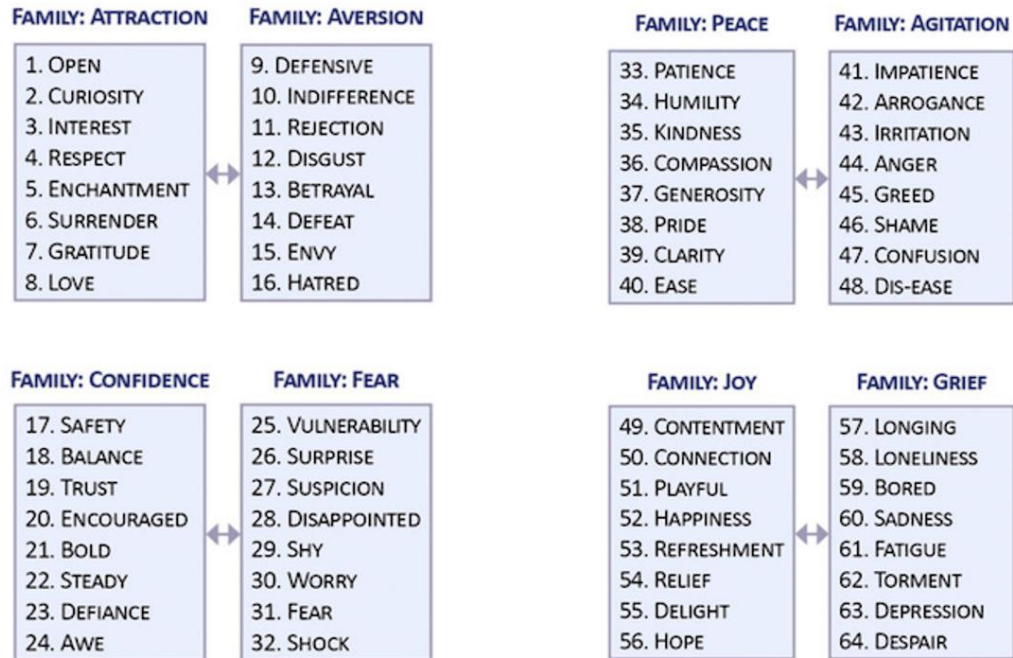 FAMILY: ATTRACTION
1. OPEN
2. CURIOSITY
3. INTEREST
4. RESPECT
5. ENCHANTMENT
6. SURRENDER
7. GRATITUDE
8. LOVE
FAMILY: AVERSION
9. DEFENSIVE
10. INDIFFERENCE
11. REJECTION
12. DISGUST
13. BETRAYAL
14. DEFEAT
15. ENVY
16. HATRED
FAMILY: PEACE
33. PATIENCE
34. HUMILITY
35. KINDNESS
36. COMPASSION
37. GENEROSITY
38. PRIDE
39. CLARITY
40. EASE
FAMILY: AGITATION
41. IMPATIENCE
42. ARROGANCE
43. IRRITATION
44. ANGER
45. GREED
46. SHAME
47. CONFUSION
48. DIS-EASE
FAMILY: CONFIDENCE
17. SAFETY
18. BALANCE
19. TRUST
20. ENCOURAGED
21. BOLD
22. STEADY
23. DEFIANCE
24. AWE
FAMILY: FEAR
25. VULNERABILITY
26. SURPRISE
27. SUSPICION
28. DISAPPOINTED
29. SHY
30. WORRY
31. FEAR
32. SHOCK
FAMILY: JOY
49. CONTENTMENT
50. CONNECTION
51. PLAYFUL
52. HAPPINESS
53. REFRESHMENT
54. RELIEF
55. DELIGHT
56. HOPE
FAMILY: GRIEF
57. LONGING
58. LONELINESS
59. BORED
60. SADNESS
61. FATIGUE
62. TORMENT
63. DEPRESSION
64. DESPAIR